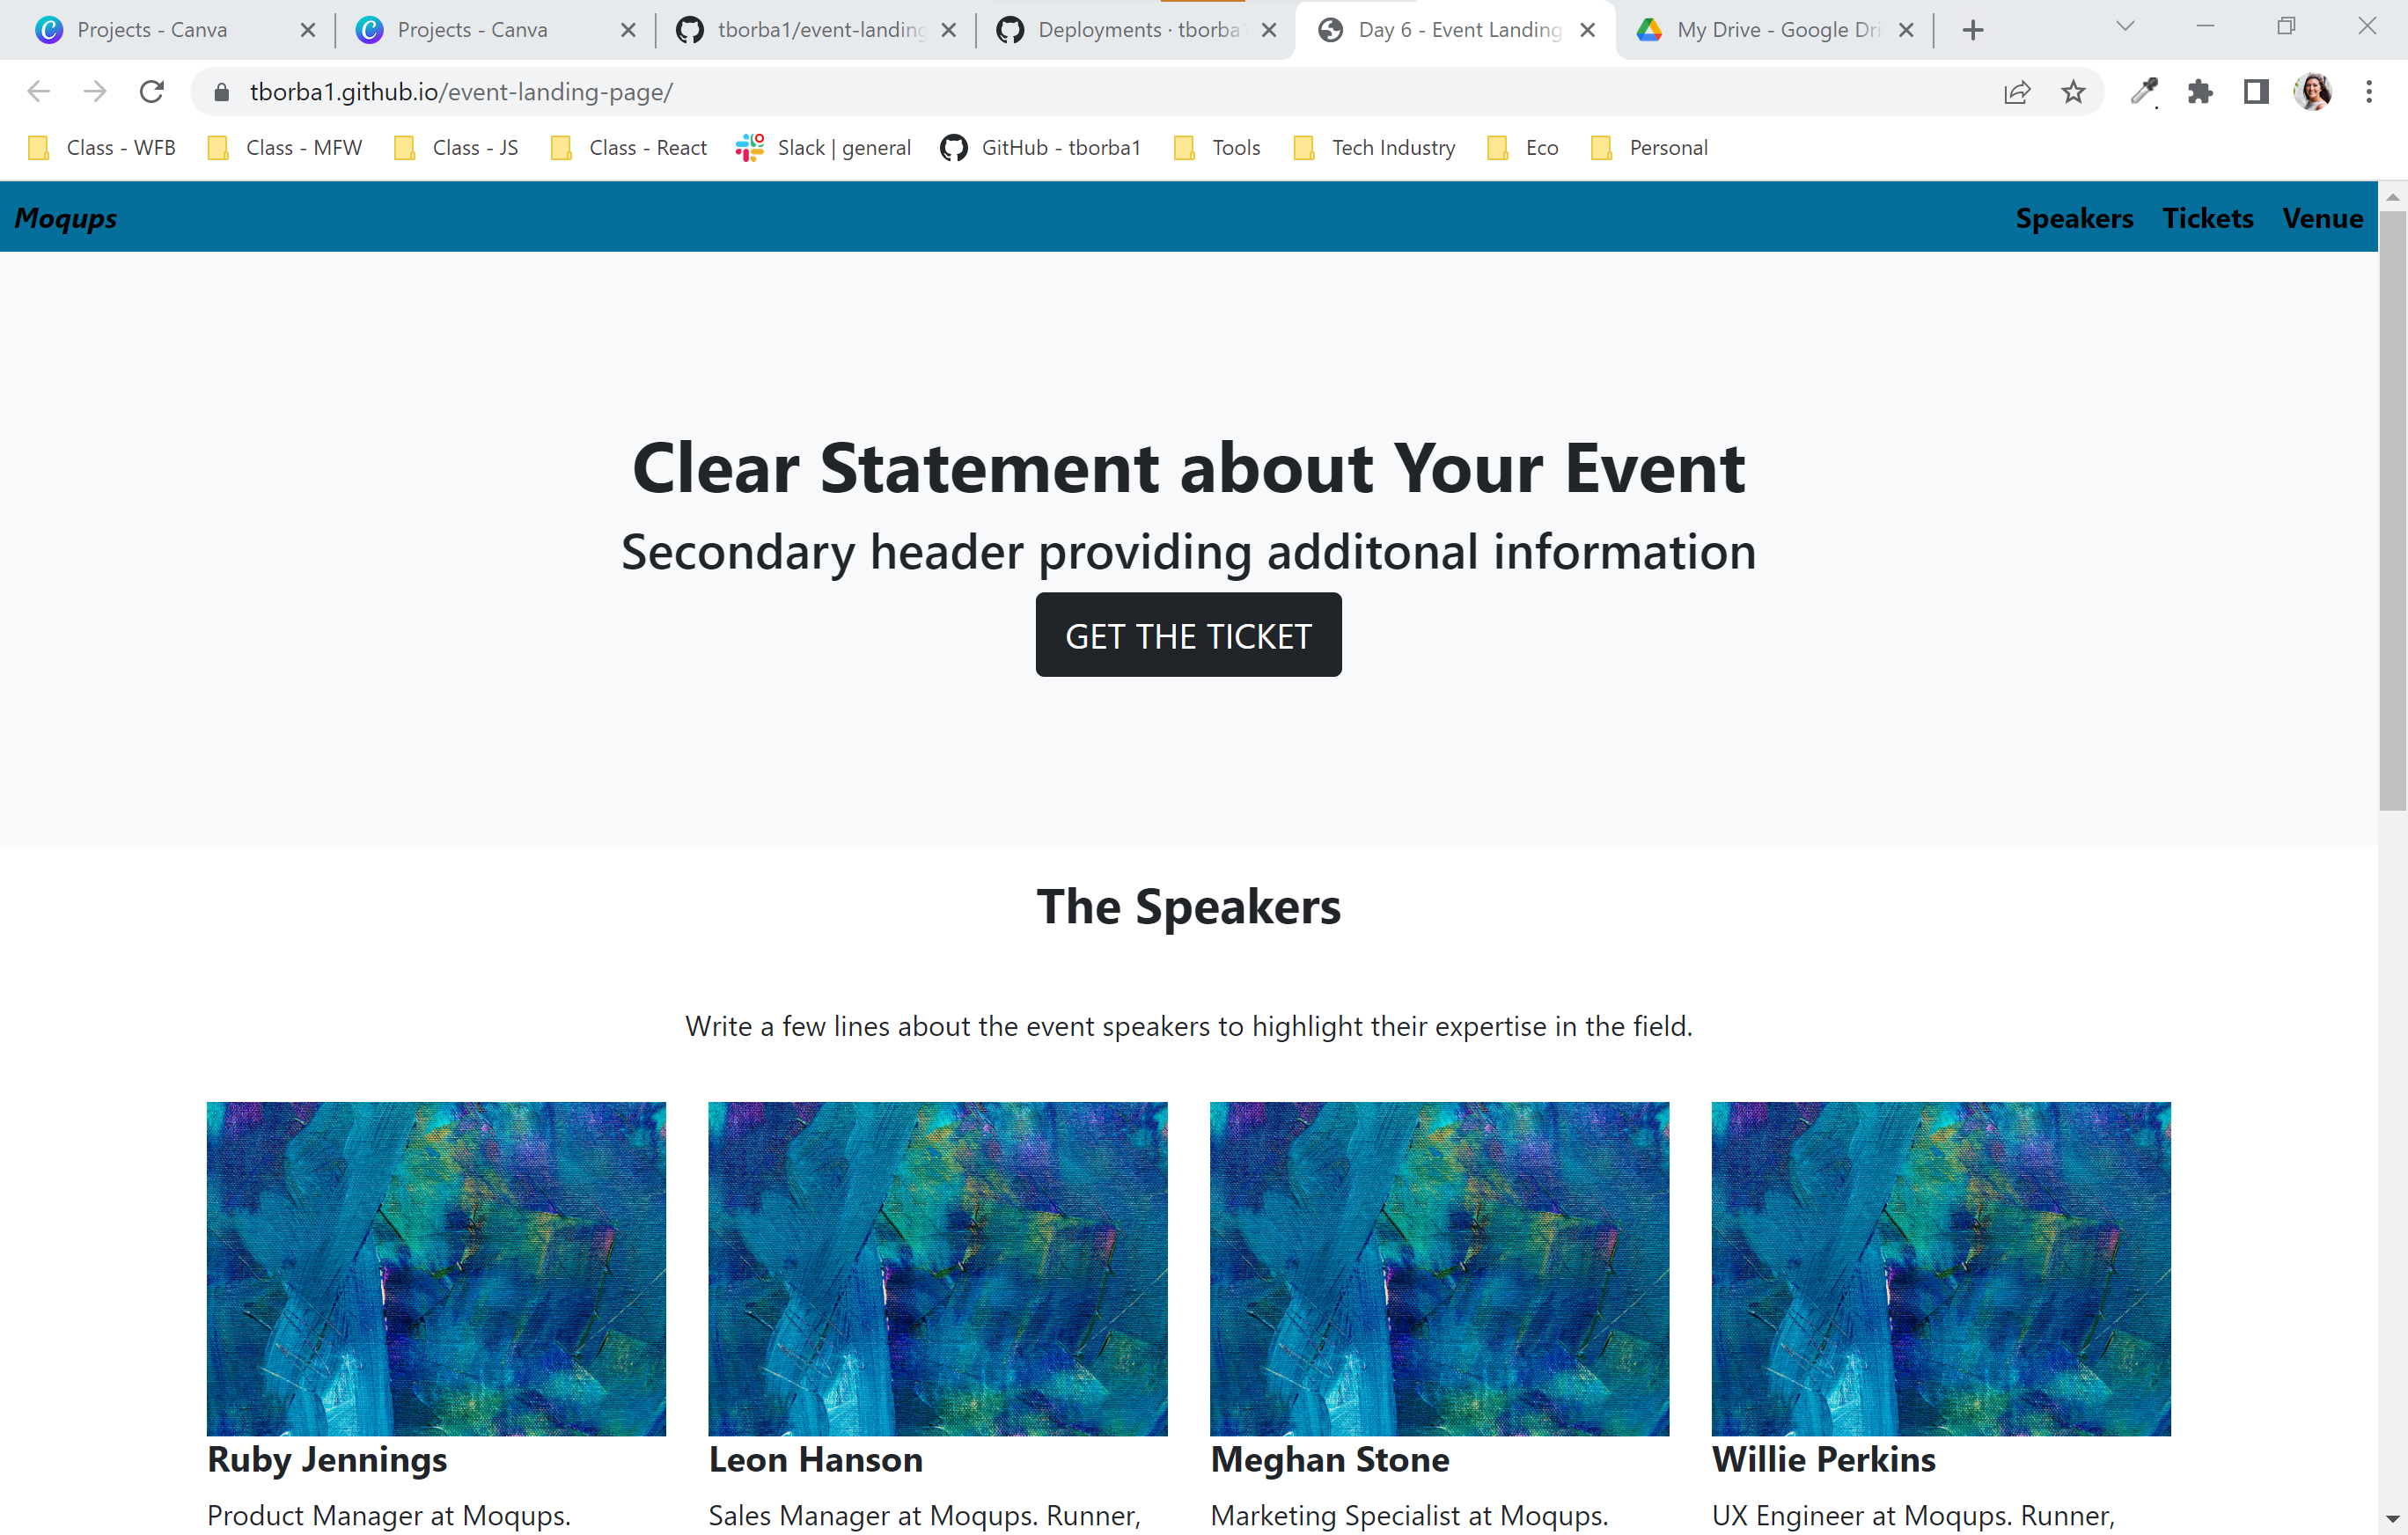 Projects - Canva
Projects - Canva
tborba1/event-landing
Deployments · tborba1
Day 6 - Event Landing
My Drive - Google Dri
tborba1.github.io/event-landing-page/
Class - WFB
Class - MFW
Class - JS
Class - React
Slack | general
GitHub - tborba1
Tools
Tech Industry
Eco
Personal
Moqups
Speakers Tickets Venue
Clear Statement about Your Event
Secondary header providing additonal information
GET THE TICKET
The Speakers
Write a few lines about the event speakers to highlight their expertise in the field.
Ruby Jennings
Product Manager at Moqups.
Leon Hanson
Sales Manager at Moqups. Runner,
Meghan Stone
Marketing Specialist at Moqups.
Willie Perkins
UX Engineer at Moqups. Runner,